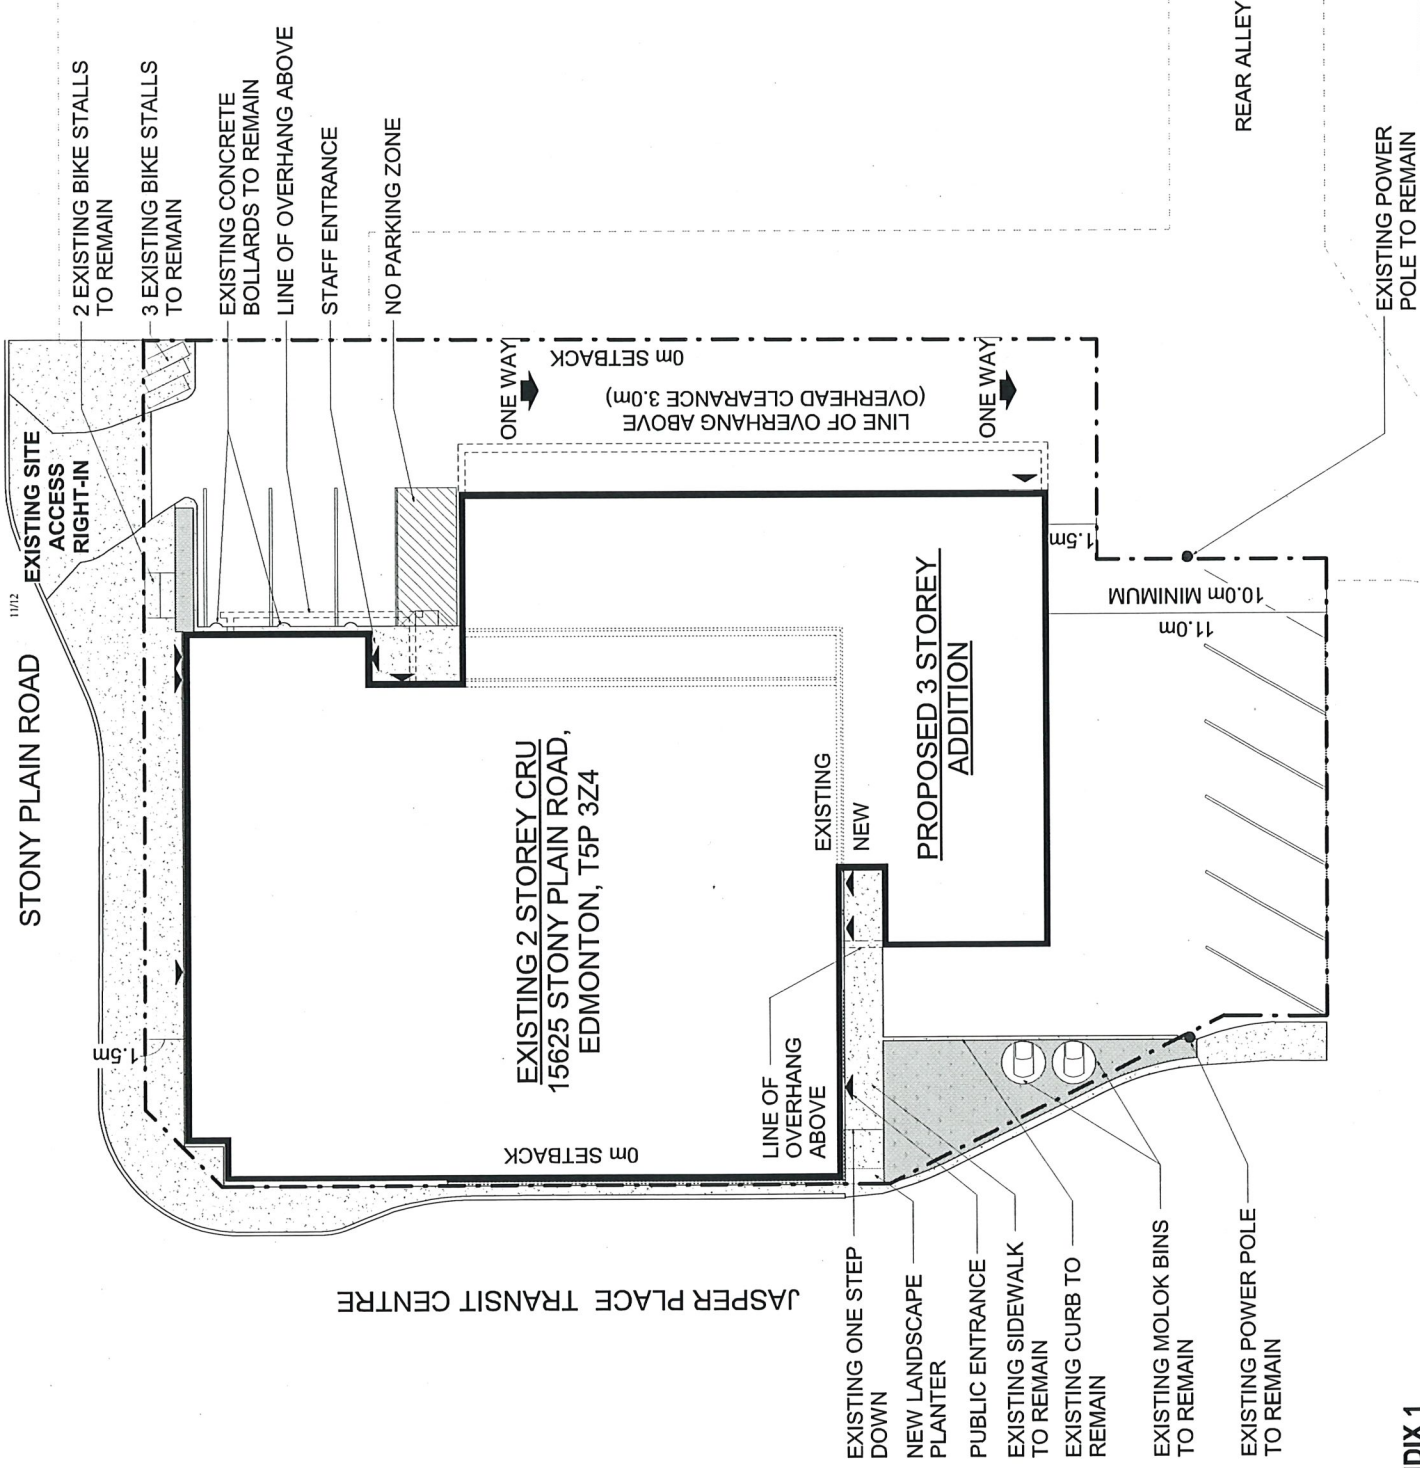 STONY PLAIN ROAD
11/12
EXISTING SITE
ACCESS
RIGHT-IN
2 EXISTING BIKE STALLS
TO REMAIN
3 EXISTING BIKE STALLS
TO REMAIN
EXISTING CONCRETE
BOLLARDS TO REMAIN
LINE OF OVERHANG ABOVE
STAFF ENTRANCE
NO PARKING ZONE
REAR ALLEY
EXISTING POWER
POLE TO REMAIN
ONE WAY
0m SETBACK
LINE OF OVERHANG ABOVE
(OVERHEAD CLEARANCE 3.0m)
ONE WAY
1.5m
10.0m MINIMUM
11.0m
1.5m
EXISTING 2 STOREY CRU
15625 STONY PLAIN ROAD,
EDMONTON, T5P 3Z4
EXISTING
NEW
PROPOSED 3 STOREY
ADDITION
LINE OF
OVERHANG
ABOVE
0m SETBACK
JASPER PLACE TRANSIT CENTRE
EXISTING ONE STEP
DOWN
NEW LANDSCAPE
PLANTER
PUBLIC ENTRANCE
EXISTING SIDEWALK
TO REMAIN
EXISTING CURB TO
REMAIN
EXISTING MOLOK BINS
TO REMAIN
EXISTING POWER POLE
TO REMAIN
DIX 1